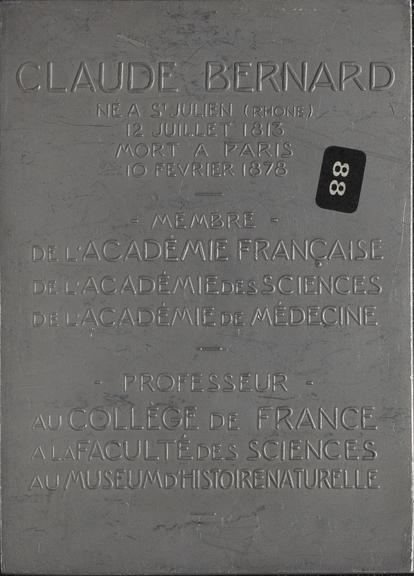 CLAUDE BERNARD
NÉ A ST JULIEN (RHONE)
12 JUILLET 1813
MORT A PARIS
10 FEVRIER 1878
- MEMBRE -
DE L'ACADÉMIE FRANÇAISE
DE L'ACADÉMIE DES SCIENCES
DE L'ACADÉMIE DE MÉDECINE
- PROFESSEUR -
AU COLLÈGE DE FRANCE
A LA FACULTÉ DES SCIENCES
AU MUSEUM D'HISTOIRE NATURELLE
88